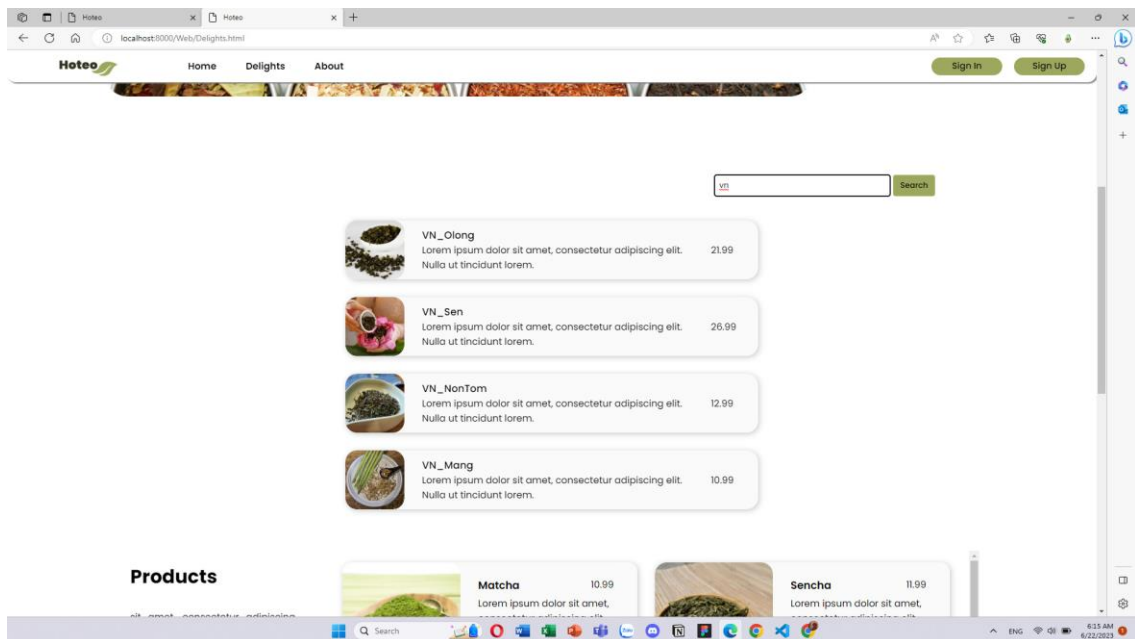 Hoteo
Hoteo
localhost:8000/Web/Delights.html
Hoteo
Home
Delights
About
Sign In
Sign Up
vn
Search
VN_Olong
Lorem ipsum dolor sit amet, consectetur adipiscing elit.
Nulla ut tincidunt lorem.
21.99
VN_Sen
Lorem ipsum dolor sit amet, consectetur adipiscing elit.
Nulla ut tincidunt lorem.
26.99
VN_NonTom
Lorem ipsum dolor sit amet, consectetur adipiscing elit.
Nulla ut tincidunt lorem.
12.99
VN_Mang
Lorem ipsum dolor sit amet, consectetur adipiscing elit.
Nulla ut tincidunt lorem.
10.99
Products
Matcha
10.99
Lorem ipsum dolor sit amet,
Sencha
11.99
Lorem ipsum dolor sit amet,
Search
ENG
6:15 AM
6/22/2023